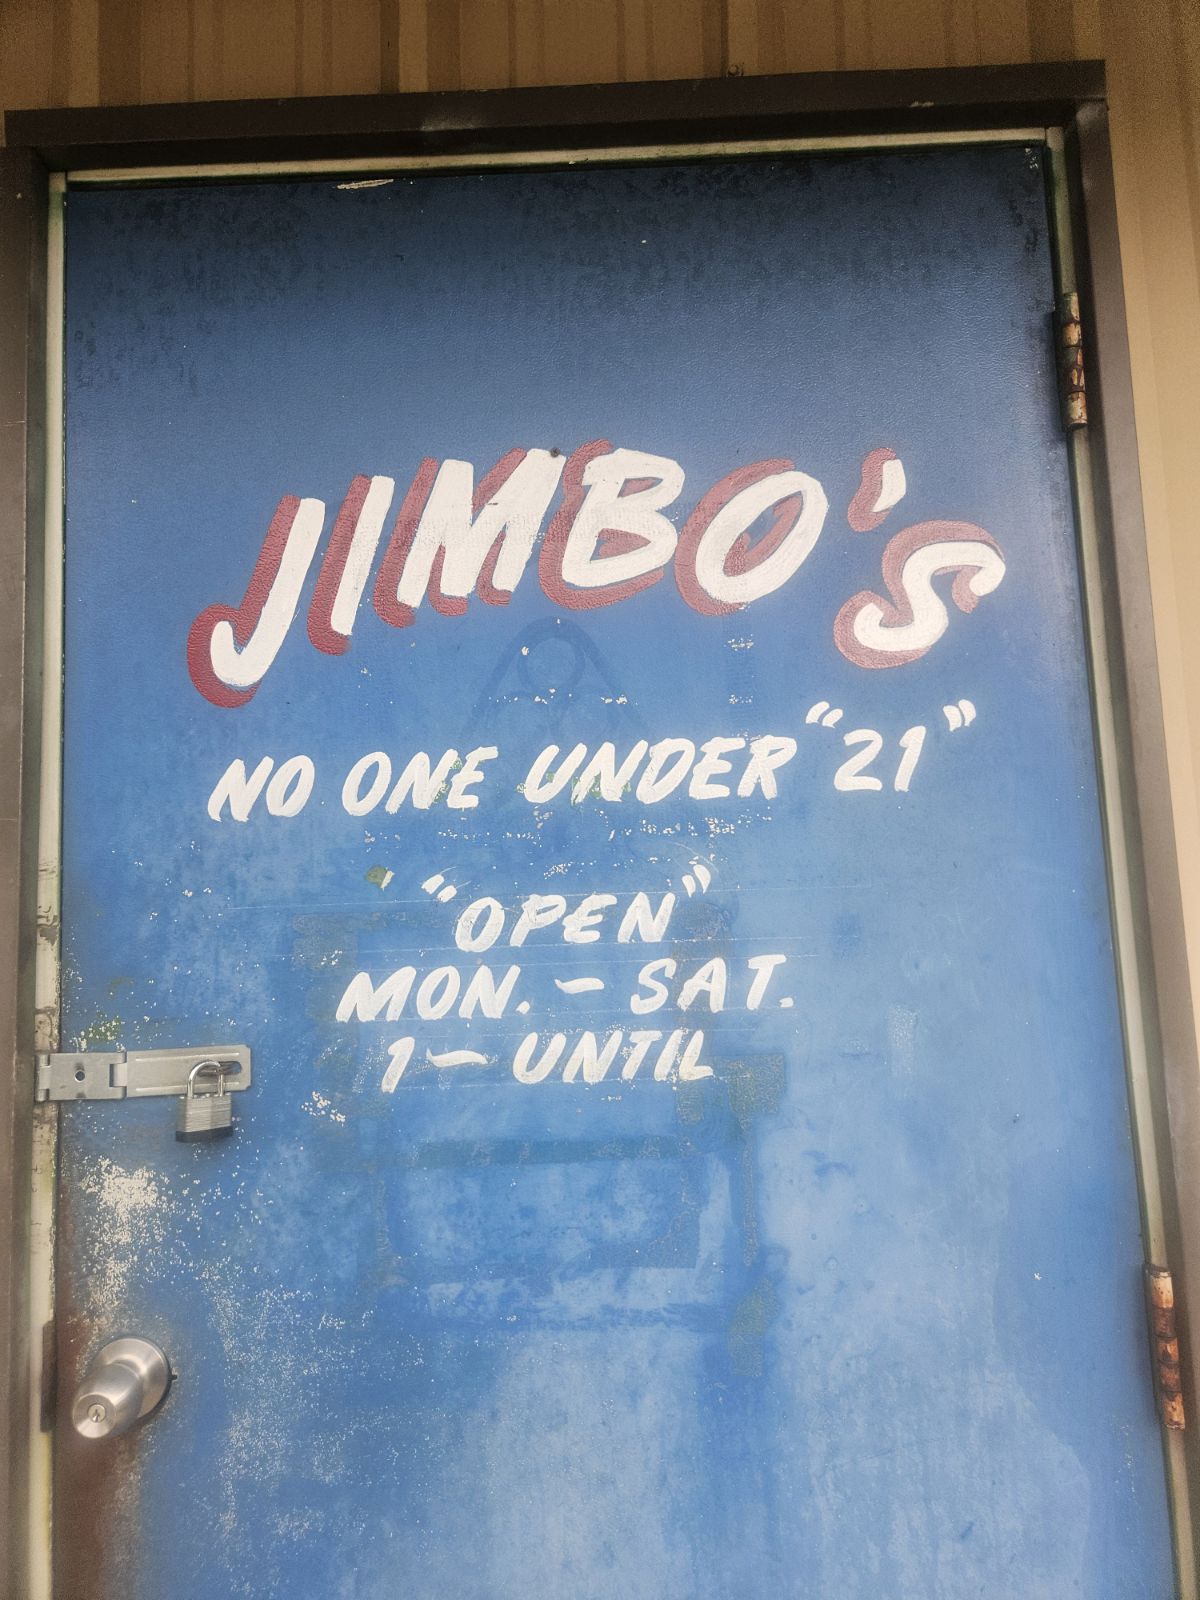 JIMBO's
NO ONE UNDER "21"
"OPEN"
MON. - SAT.
1 - UNTIL